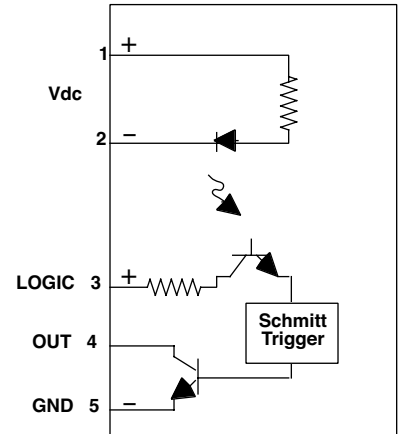 1 +
Vdc
2 −
LOGIC 3 +
Schmitt
Trigger
OUT 4
GND 5 −